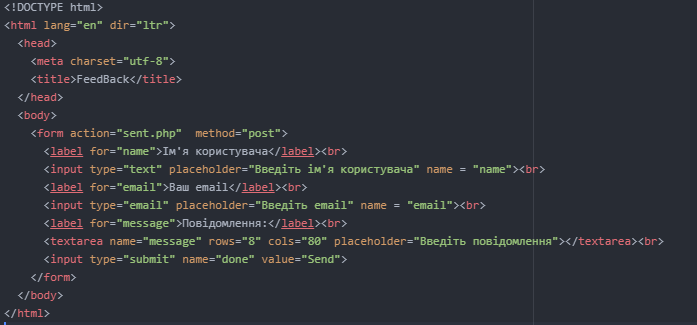 <!DOCTYPE html>
<html lang="en" dir="ltr">
  <head>
    <meta charset="utf-8">
    <title>FeedBack</title>
  </head>
  <body>
    <form action="sent.php"  method="post">
      <label for="name">Ім'я користувача</label><br>
      <input type="text" placeholder="Введіть ім'я користувача" name = "name"><br>
      <label for="email">Ваш email</label><br>
      <input type="email" placeholder="Введіть email" name = "email"><br>
      <label for="message">Повідомлення:</label><br>
      <textarea name="message" rows="8" cols="80" placeholder="Введіть повідомлення"></textarea><br>
      <input type="submit" name="done" value="Send">
    </form>
  </body>
</html>